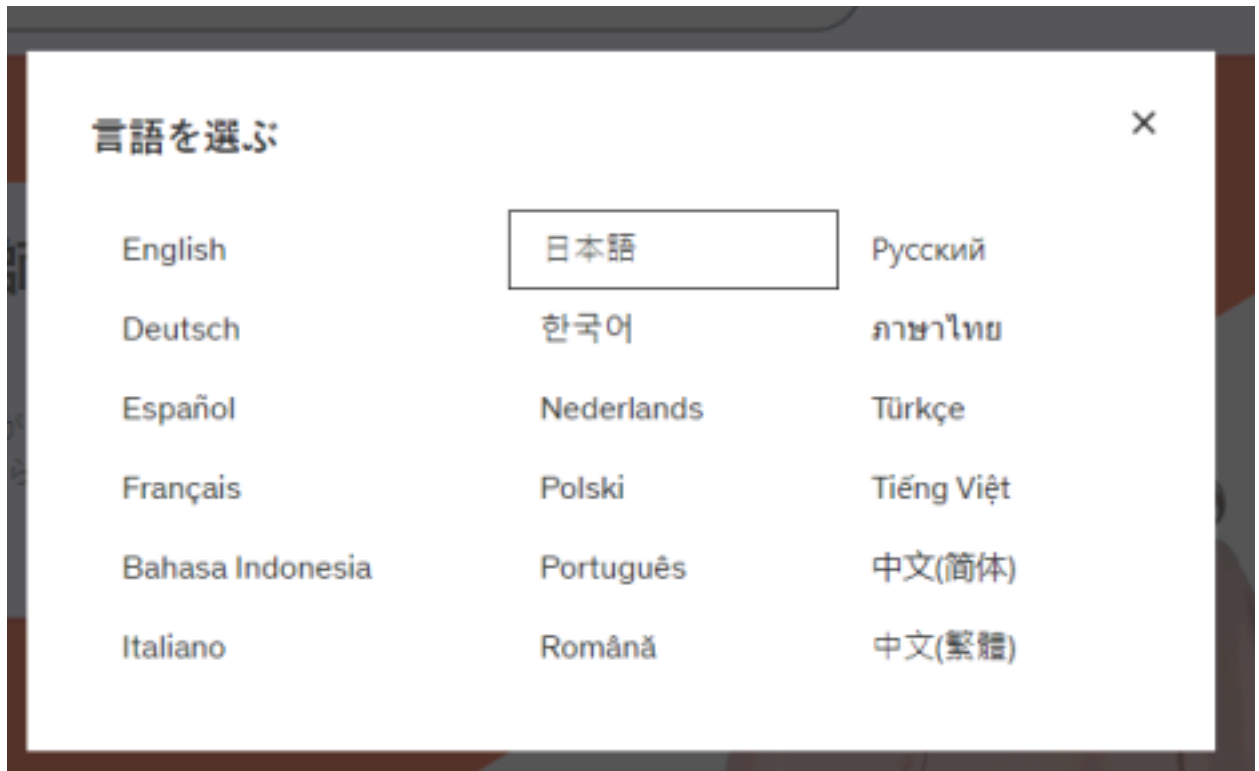 言語を選ぶ
English
日本語
Русский
Deutsch
한국어
ภาษาไทย
Español
Nederlands
Türkçe
Français
Polski
Tiếng Việt
Bahasa Indonesia
Português
中文(简体)
Italiano
Română
中文(繁體)